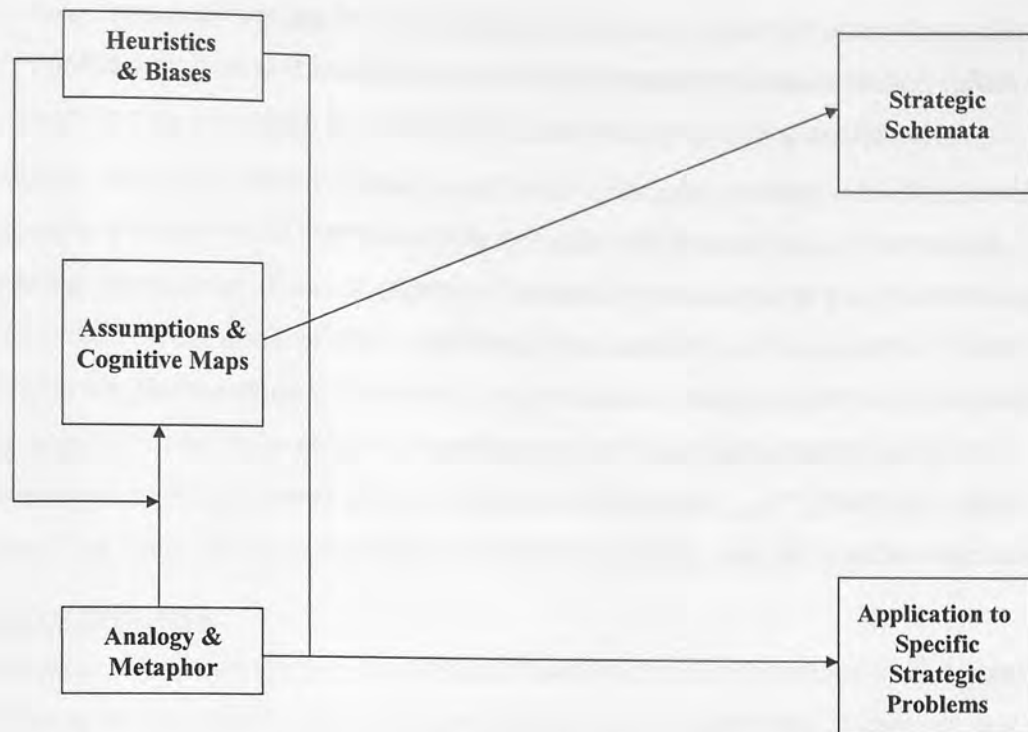 Heuristics
& Biases
Strategic
Schemata
Assumptions &
Cognitive Maps
Analogy &
Metaphor
Application to
Specific
Strategic
Problems